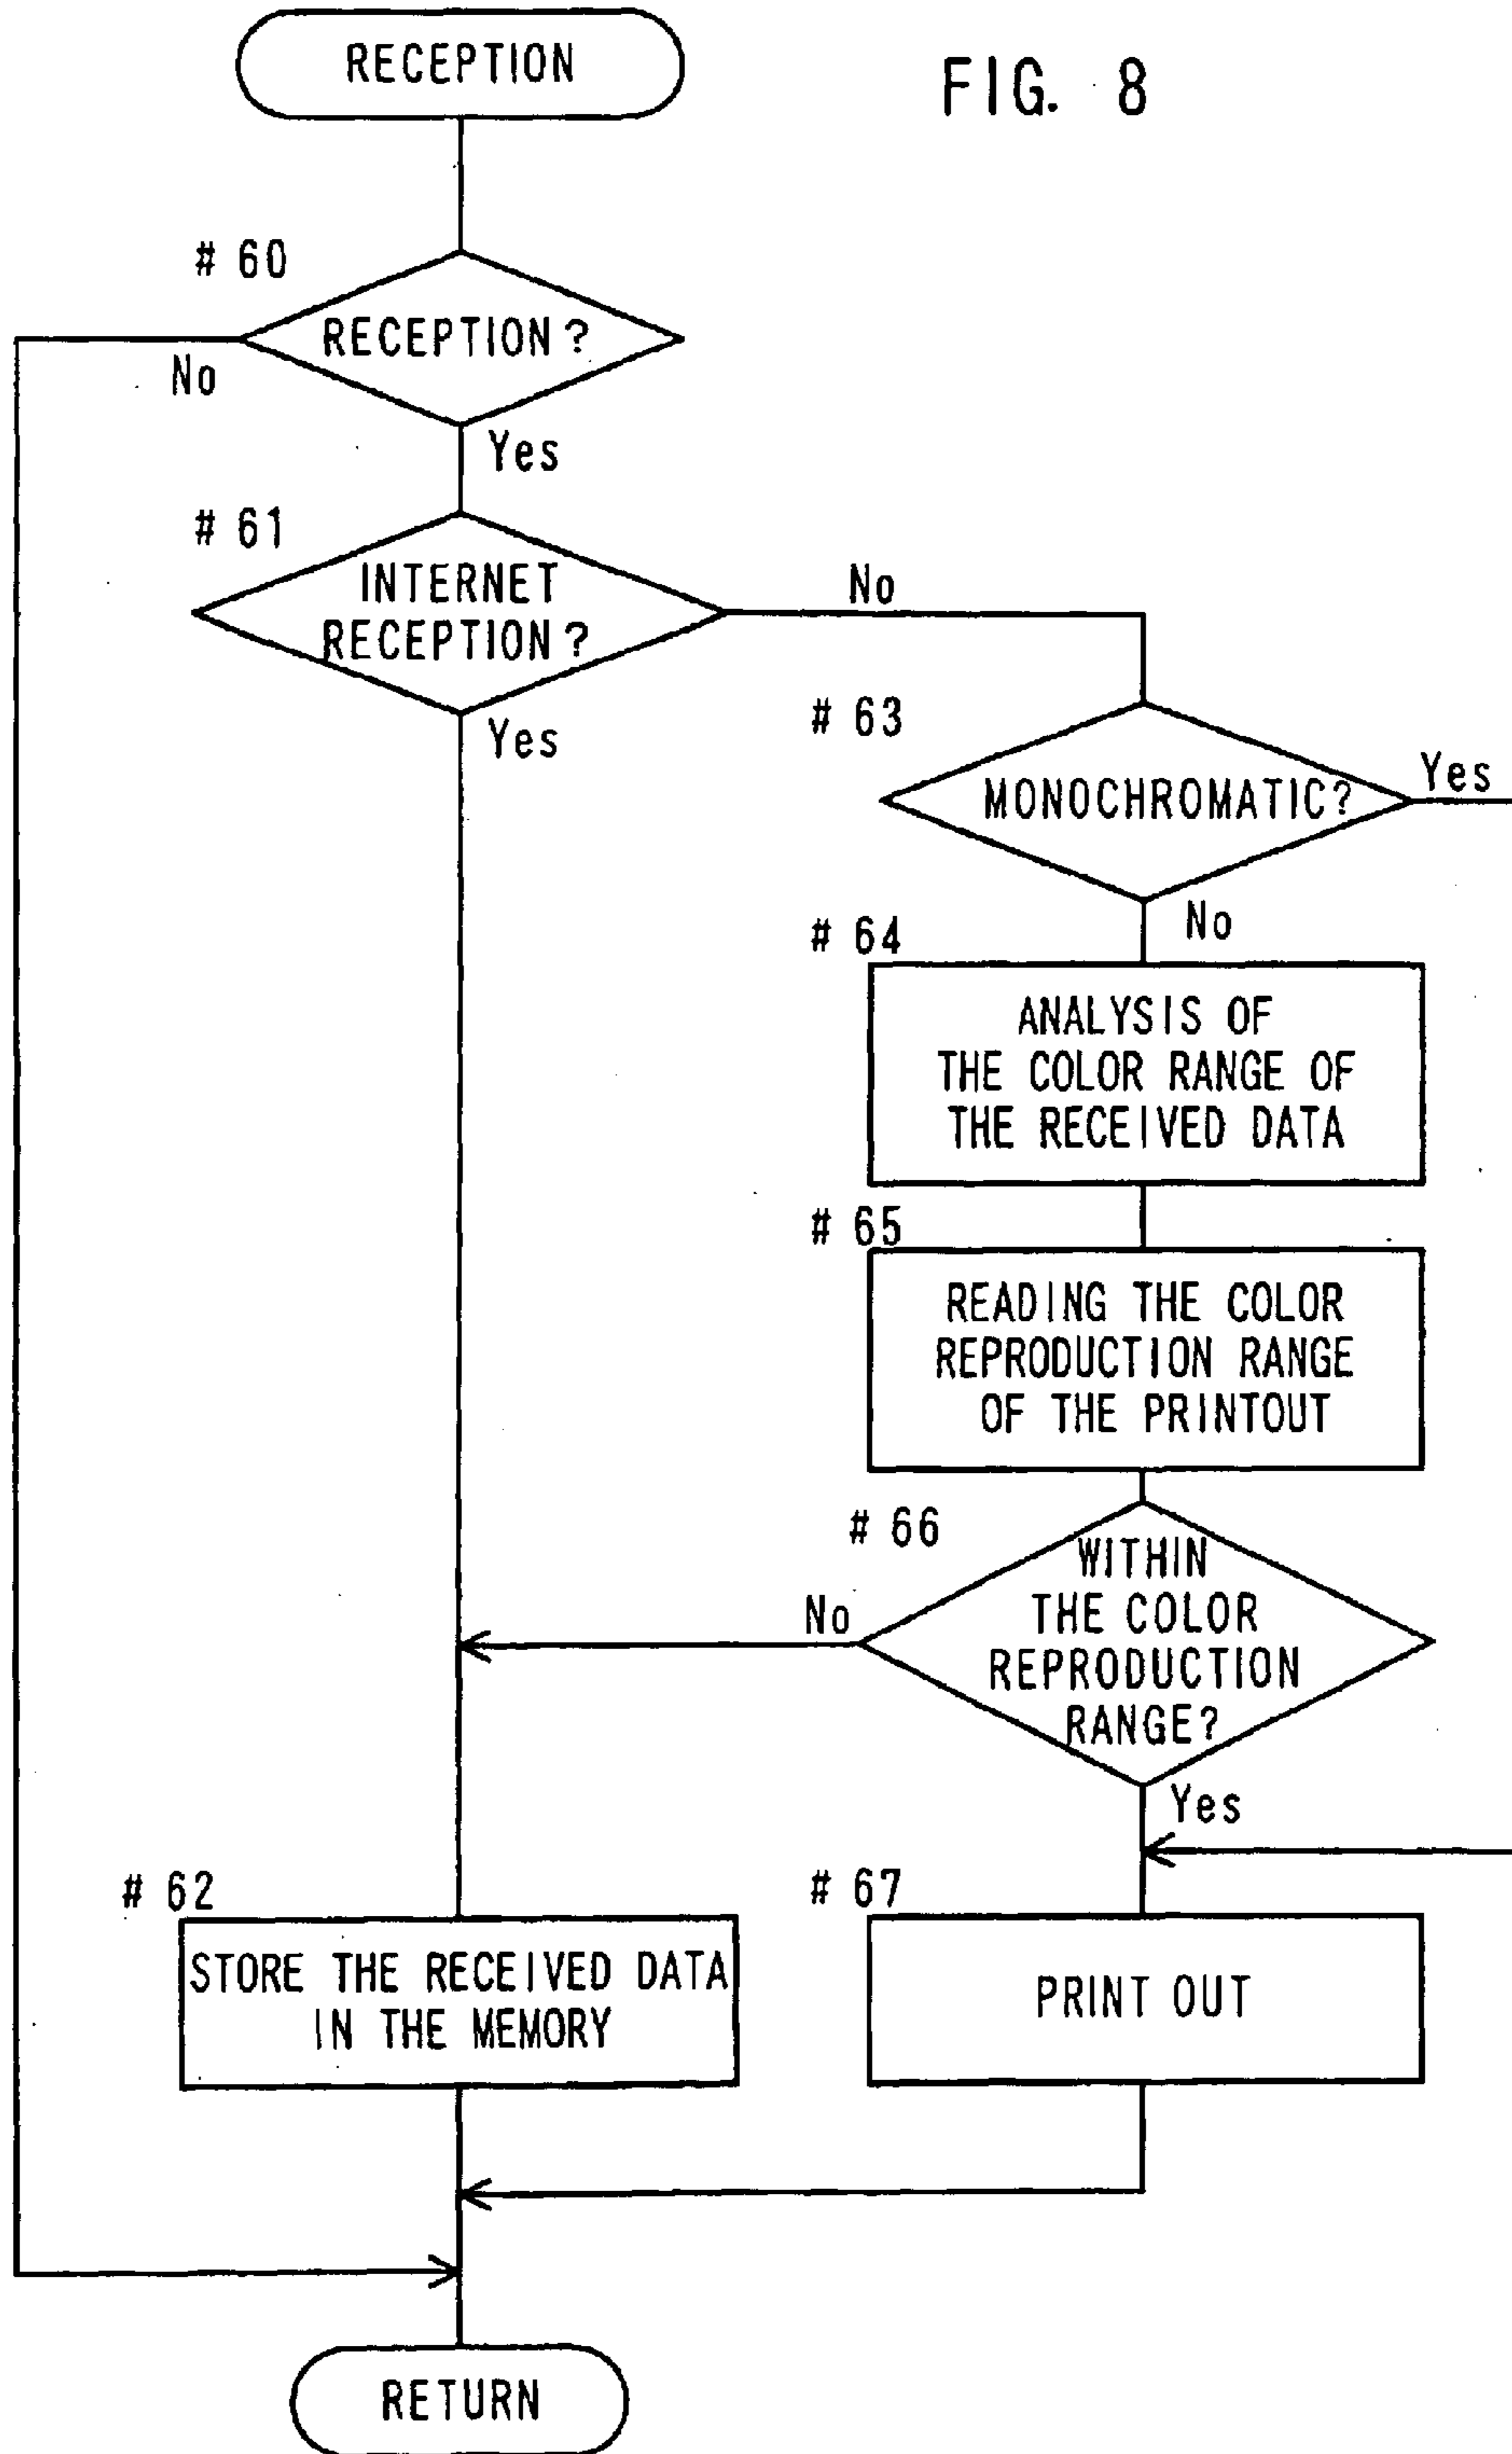 RECEPTION
FIG. 8
# 60
RECEPTION?
No
Yes
# 61
INTERNET
RECEPTION?
No
Yes
# 63
MONOCHROMATIC?
Yes
No
# 64
ANALYSIS OF
THE COLOR RANGE OF
THE RECEIVED DATA
# 65
READING THE COLOR
REPRODUCTION RANGE
OF THE PRINTOUT
# 66
WITHIN
THE COLOR
REPRODUCTION
RANGE?
No
Yes
# 62
STORE THE RECEIVED DATA
IN THE MEMORY
# 67
PRINT OUT
RETURN